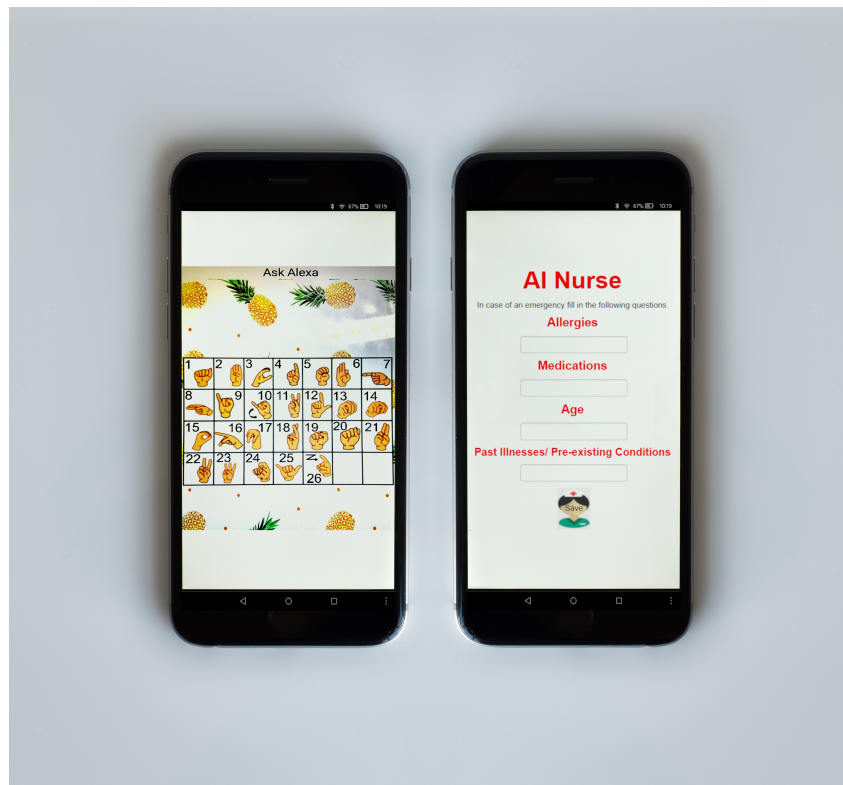 67% 10:19
Ask Alexa
1 2 3 4 5 6 7
8 9 10 11 12 13 14
15 16 17 18 19 20 21
22 23 24 25 26
67% 10:19
AI Nurse
In case of an emergency fill in the following questions.
Allergies
Medications
Age
Past Illnesses/ Pre-existing Conditions
Save